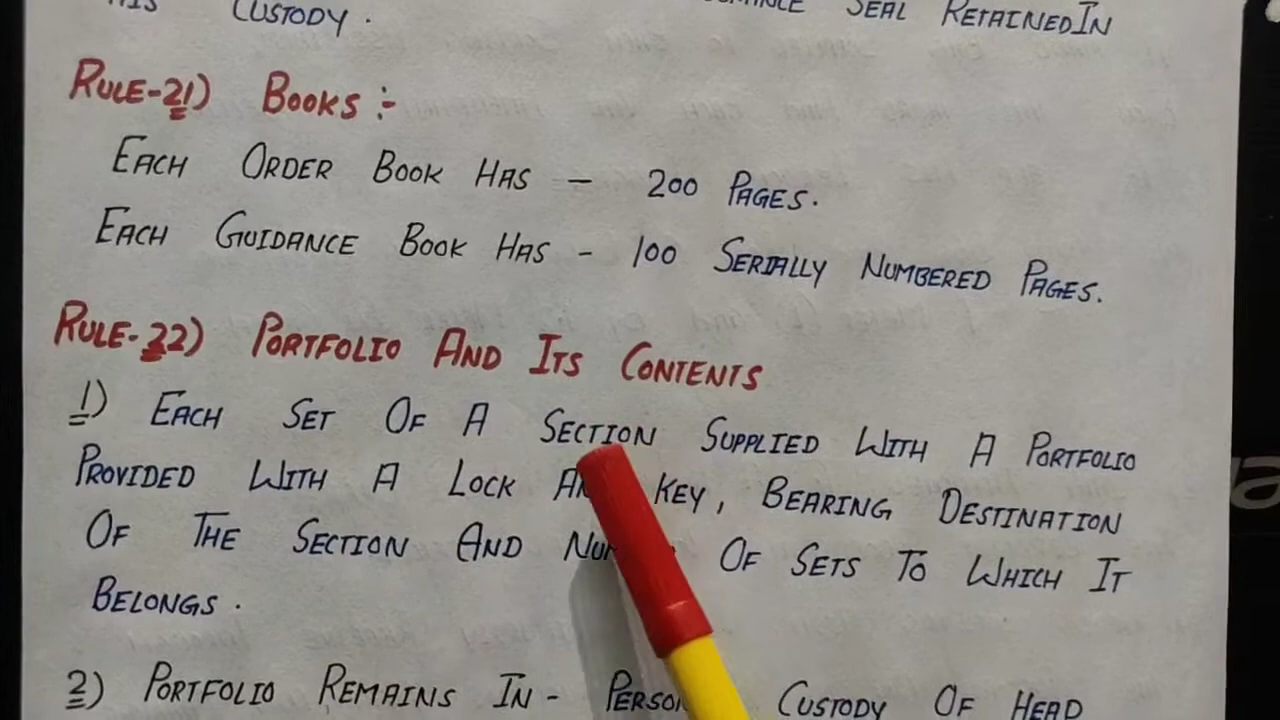 HIS CUSTODY. SEAL RETAINED IN
RULE-21) BOOKS :-
EACH ORDER BOOK HAS – 200 PAGES.
EACH GUIDANCE BOOK HAS - 100 SERIALLY NUMBERED PAGES.
RULE-22) PORTFOLIO AND ITS CONTENTS
1) EACH SET OF A SECTION SUPPLIED WITH A PORTFOLIO
PROVIDED WITH A LOCK KEY, BEARING DESTINATION
OF THE SECTION AND OF SETS TO WHICH IT
BELONGS.
2) PORTFOLIO REMAINS IN- CUSTODY OF HEAD